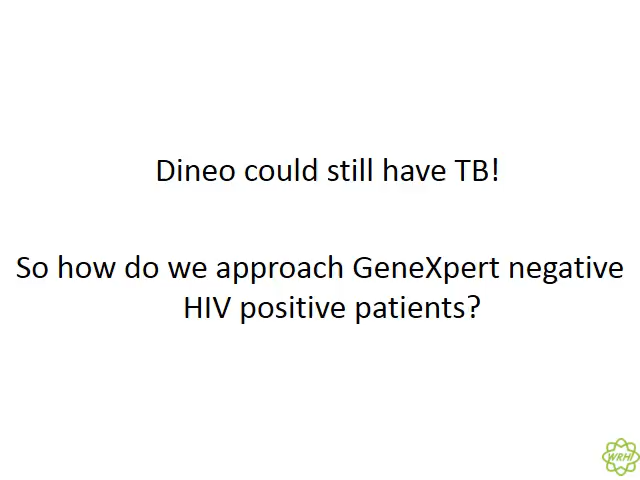 Dineo could still have TB!
So how do we approach GeneXpert negative
HIV positive patients?
WRHI